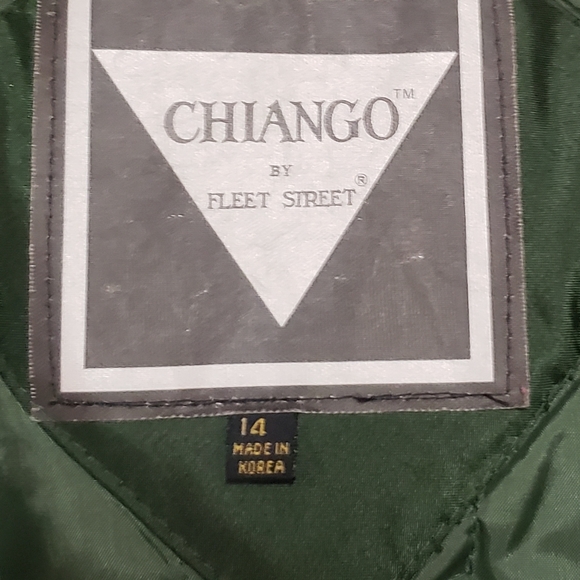 CHIANGO™
BY
FLEET STREET®
14
MADE IN
KOREA